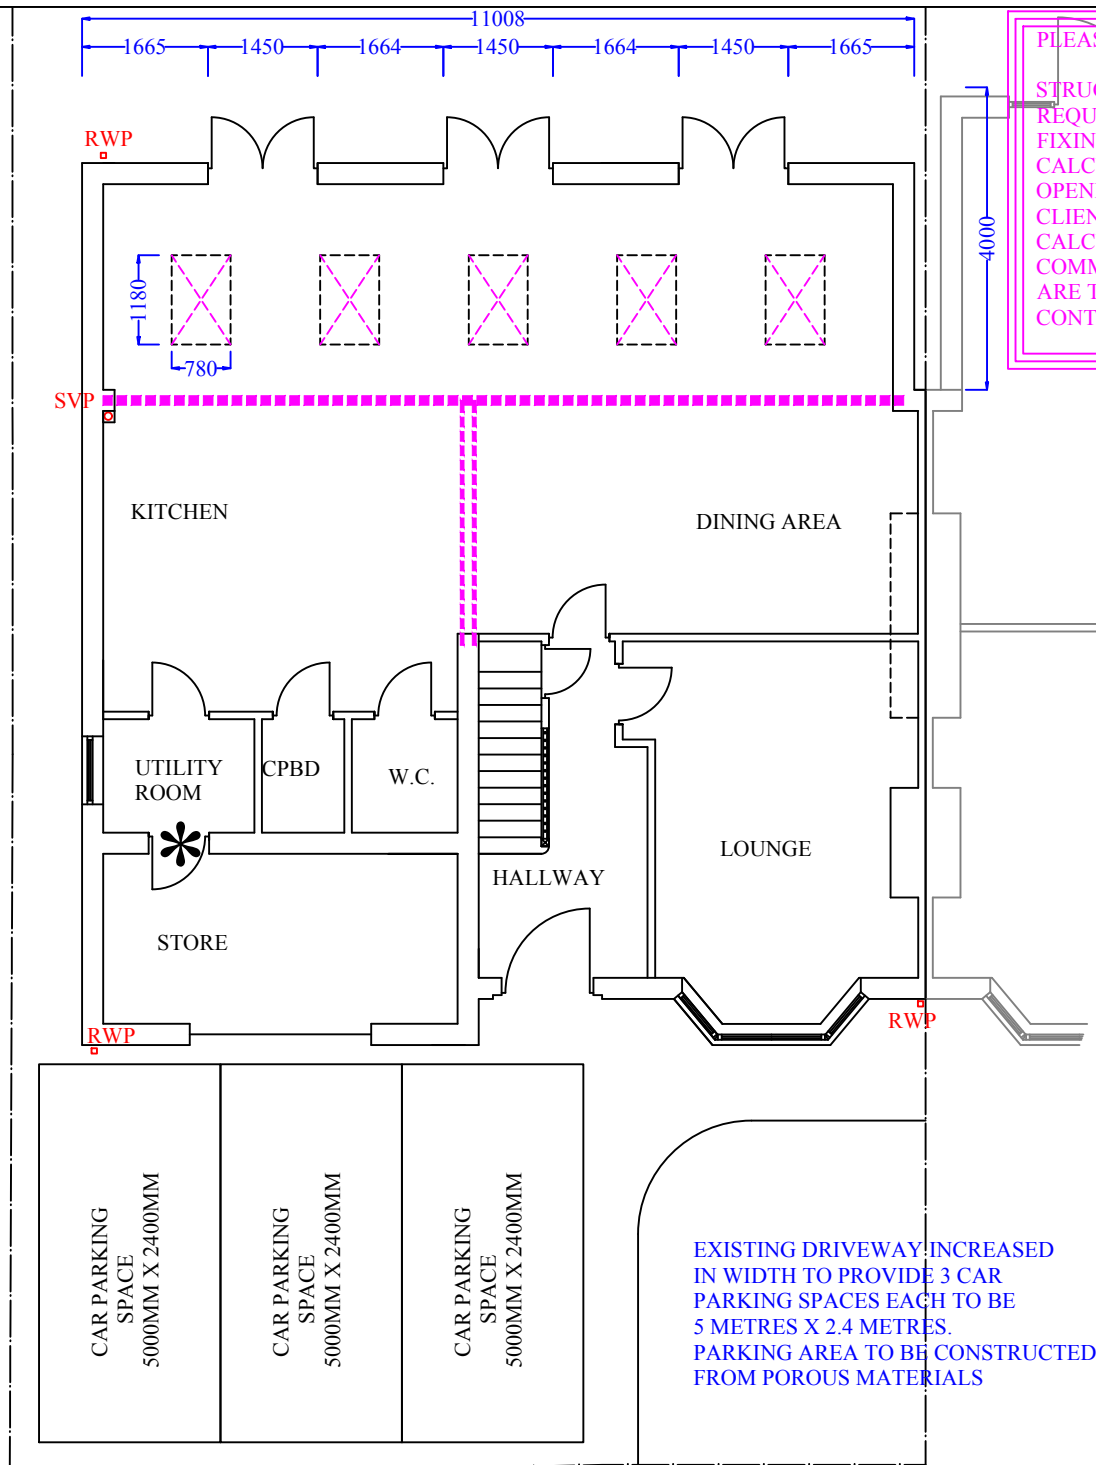 11008
1665
1450
1664
1450
1664
1450
1665
RWP
4000
1180
780
SVP
KITCHEN
DINING AREA
UTILITY
ROOM
CPBD
W.C.
LOUNGE
HALLWAY
STORE
RWP
RWP
CAR PARKING
SPACE
5000MM X 2400MM
CAR PARKING
SPACE
5000MM X 2400MM
CAR PARKING
SPACE
5000MM X 2400MM
EXISTING DRIVEWAY INCREASED
IN WIDTH TO PROVIDE 3 CAR
PARKING SPACES EACH TO BE
5 METRES X 2.4 METRES.
PARKING AREA TO BE CONSTRUCTED
FROM POROUS MATERIALS